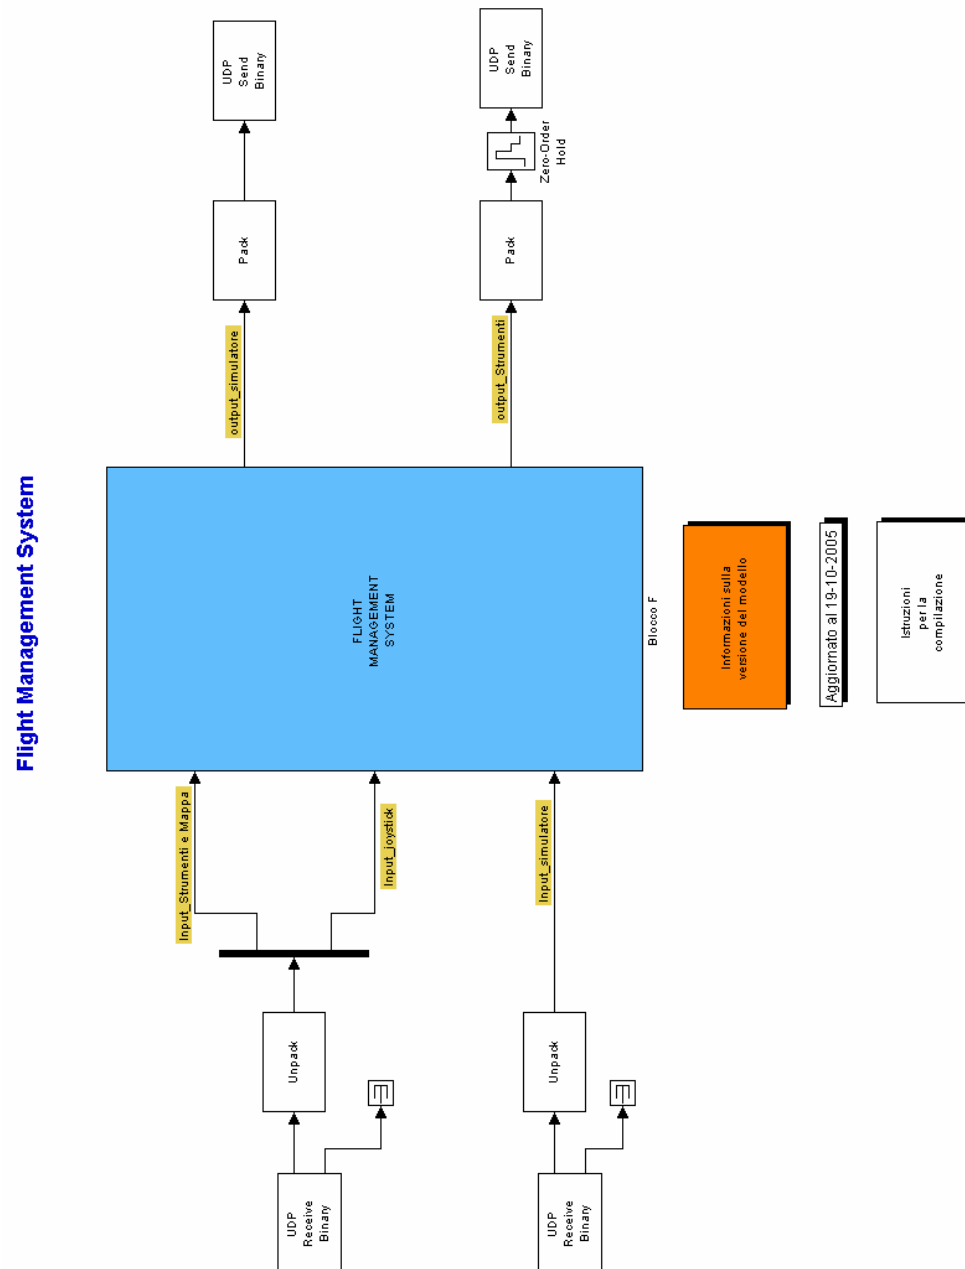 Flight Management System
UDP
Receive
Binary
Unpack
Input_Strumenti e Mappa
Input_joystick
UDP
Receive
Binary
Unpack
Input_simulatore
FLIGHT
MANAGEMENT
SYSTEM
Blocco F
output_simulatore
Pack
UDP
Send
Binary
output_Strumenti
Pack
Zero-Order
Hold
UDP
Send
Binary
Informazioni sulla
versione del modello
Aggiornato al 19-10-2005
Istruzioni
per la
compilazione